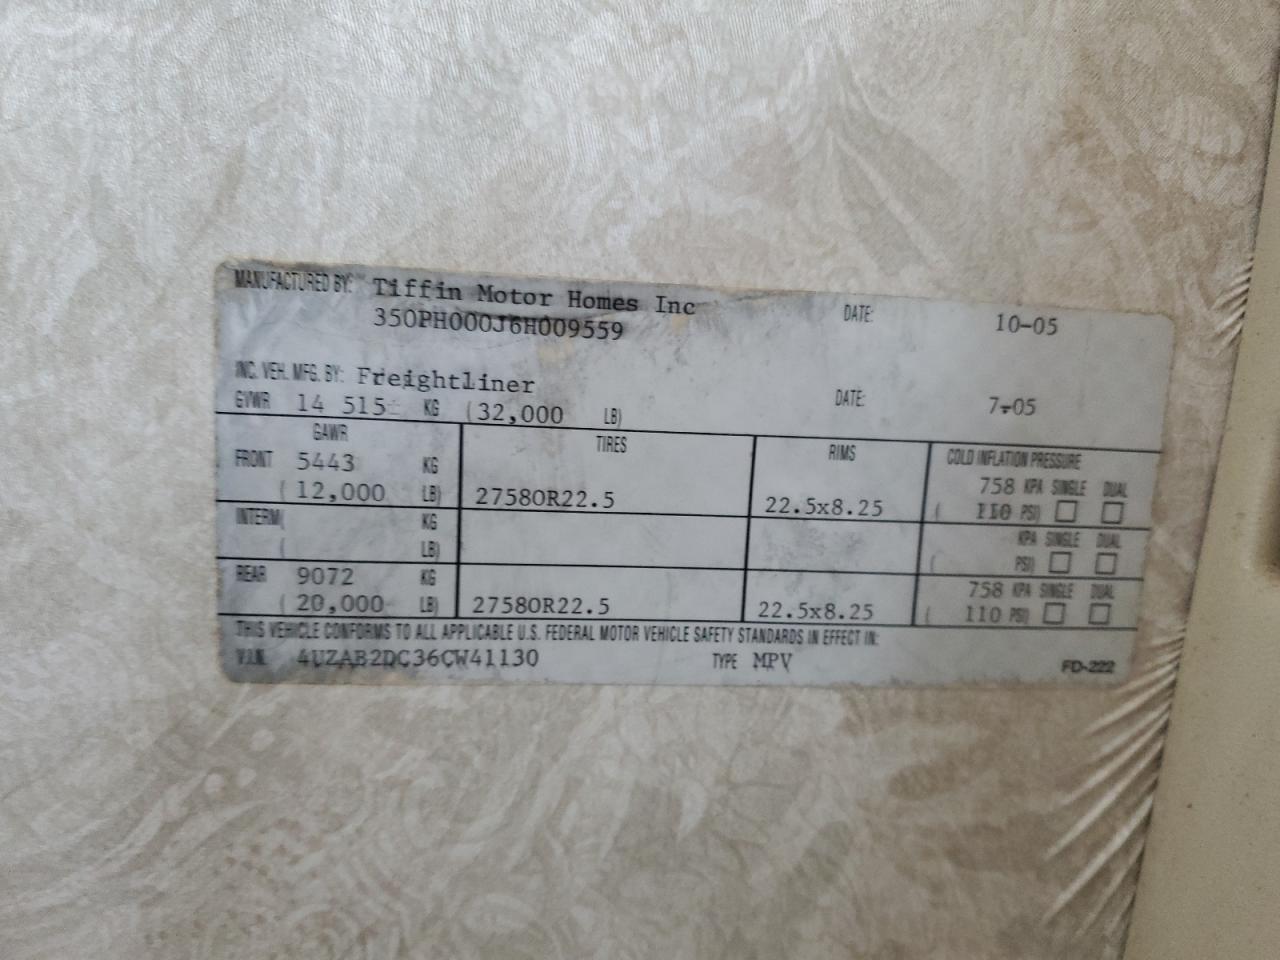 MANUFACTURED BY: Tiffin Motor Homes Inc DATE: 10-05
350PH000J6H009559
INC. VEH. MFG. BY: Freightliner DATE: 7-05
GVWR 14 515 KG (32,000 LB)
GAWR TIRES RIMS COLD INFLATION PRESSURE
FRONT 5443 KG 758 KPA SINGLE DUAL
(12,000 LB) 27580R22.5 22.5x8.25 (110 PSI)
INTERM KG KPA SINGLE DUAL
( LB) ( PSI)
REAR 9072 KG 758 KPA SINGLE DUAL
(20,000 LB) 27580R22.5 22.5x8.25 (110 PSI)
THIS VEHICLE CONFORMS TO ALL APPLICABLE U.S. FEDERAL MOTOR VEHICLE SAFETY STANDARDS IN EFFECT IN:
V.I.N. 4UZAB2DC36CW41130 TYPE MPV FD-222